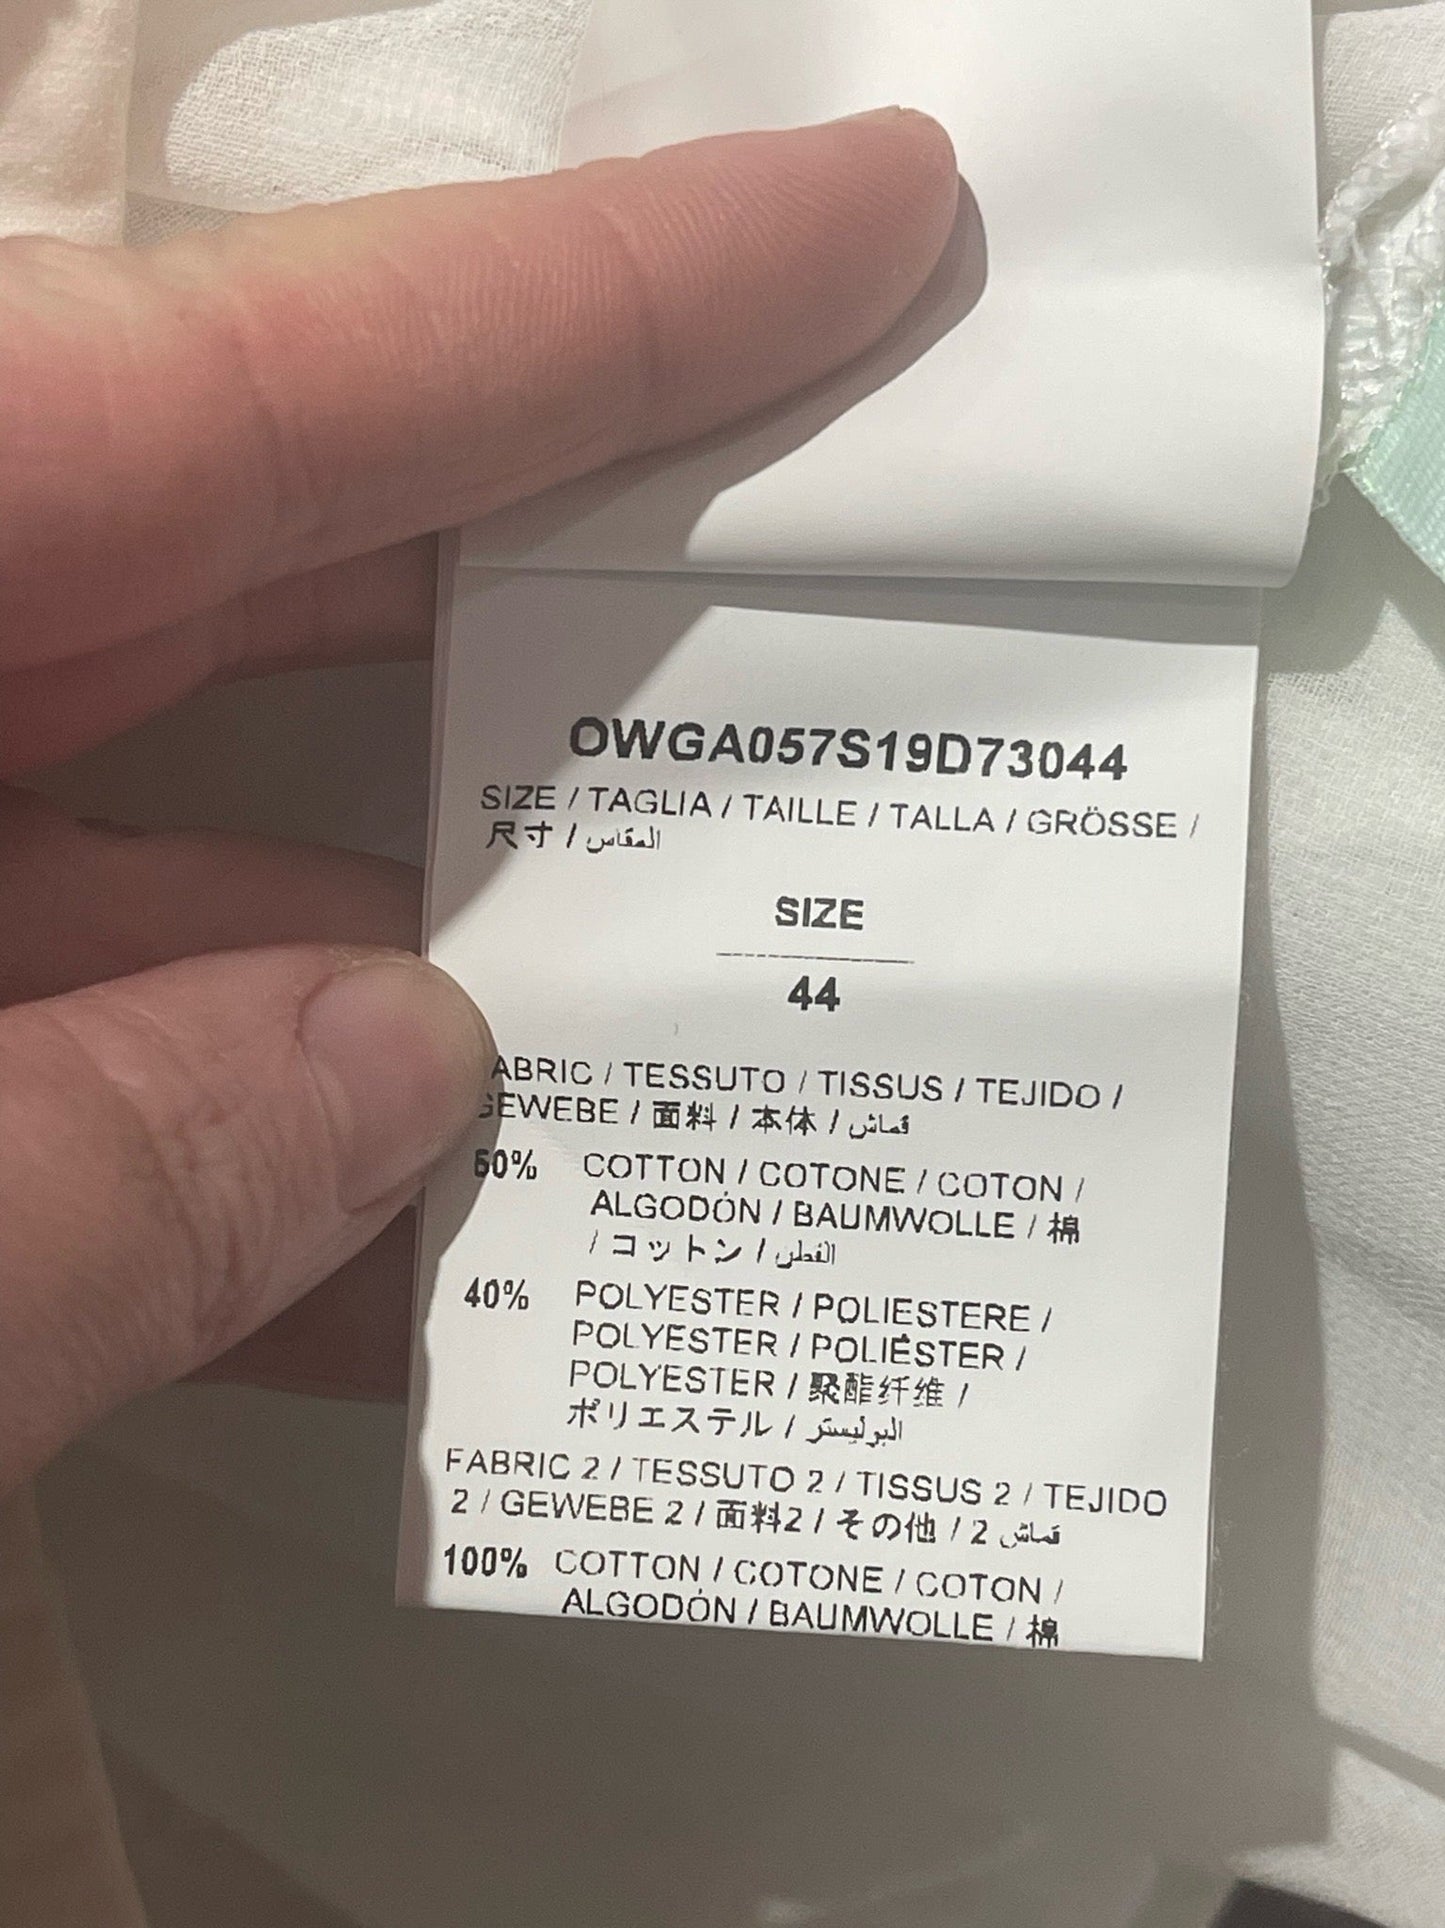 OWGA057S19D73044
SIZE / TAGLIA / TAILLE / TALLA / GRÖSSE /
尺寸 / المقاس
SIZE
44
ABRIC / TESSUTO / TISSUS / TEJIDO /
GEWEBE / 面料 / 本体 / قماش
60% COTTON / COTONE / COTON /
ALGODÓN / BAUMWOLLE / 棉
/ コットン / القطن
40% POLYESTER / POLIESTERE /
POLYESTER / POLIÉSTER /
POLYESTER / 聚酯纤维 /
ポリエステル / البوليستر
FABRIC 2 / TESSUTO 2 / TISSUS 2 / TEJIDO
2 / GEWEBE 2 / 面料2 / その他 / 2 قماش
100% COTTON / COTONE / COTON /
ALGODÓN / BAUMWOLLE / 棉